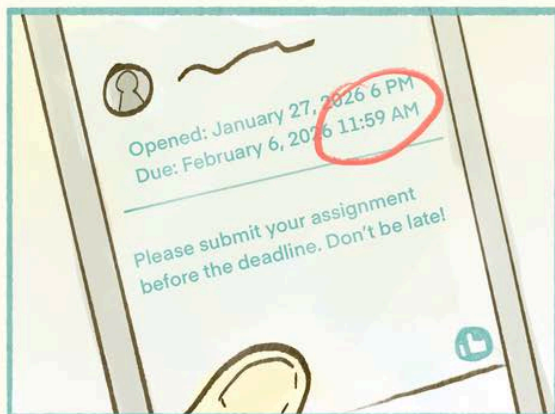 Opened: January 27, 2026 6 PM
Due: February 6, 2026 11:59 AM
Please submit your assignment
before the deadline. Don't be late!